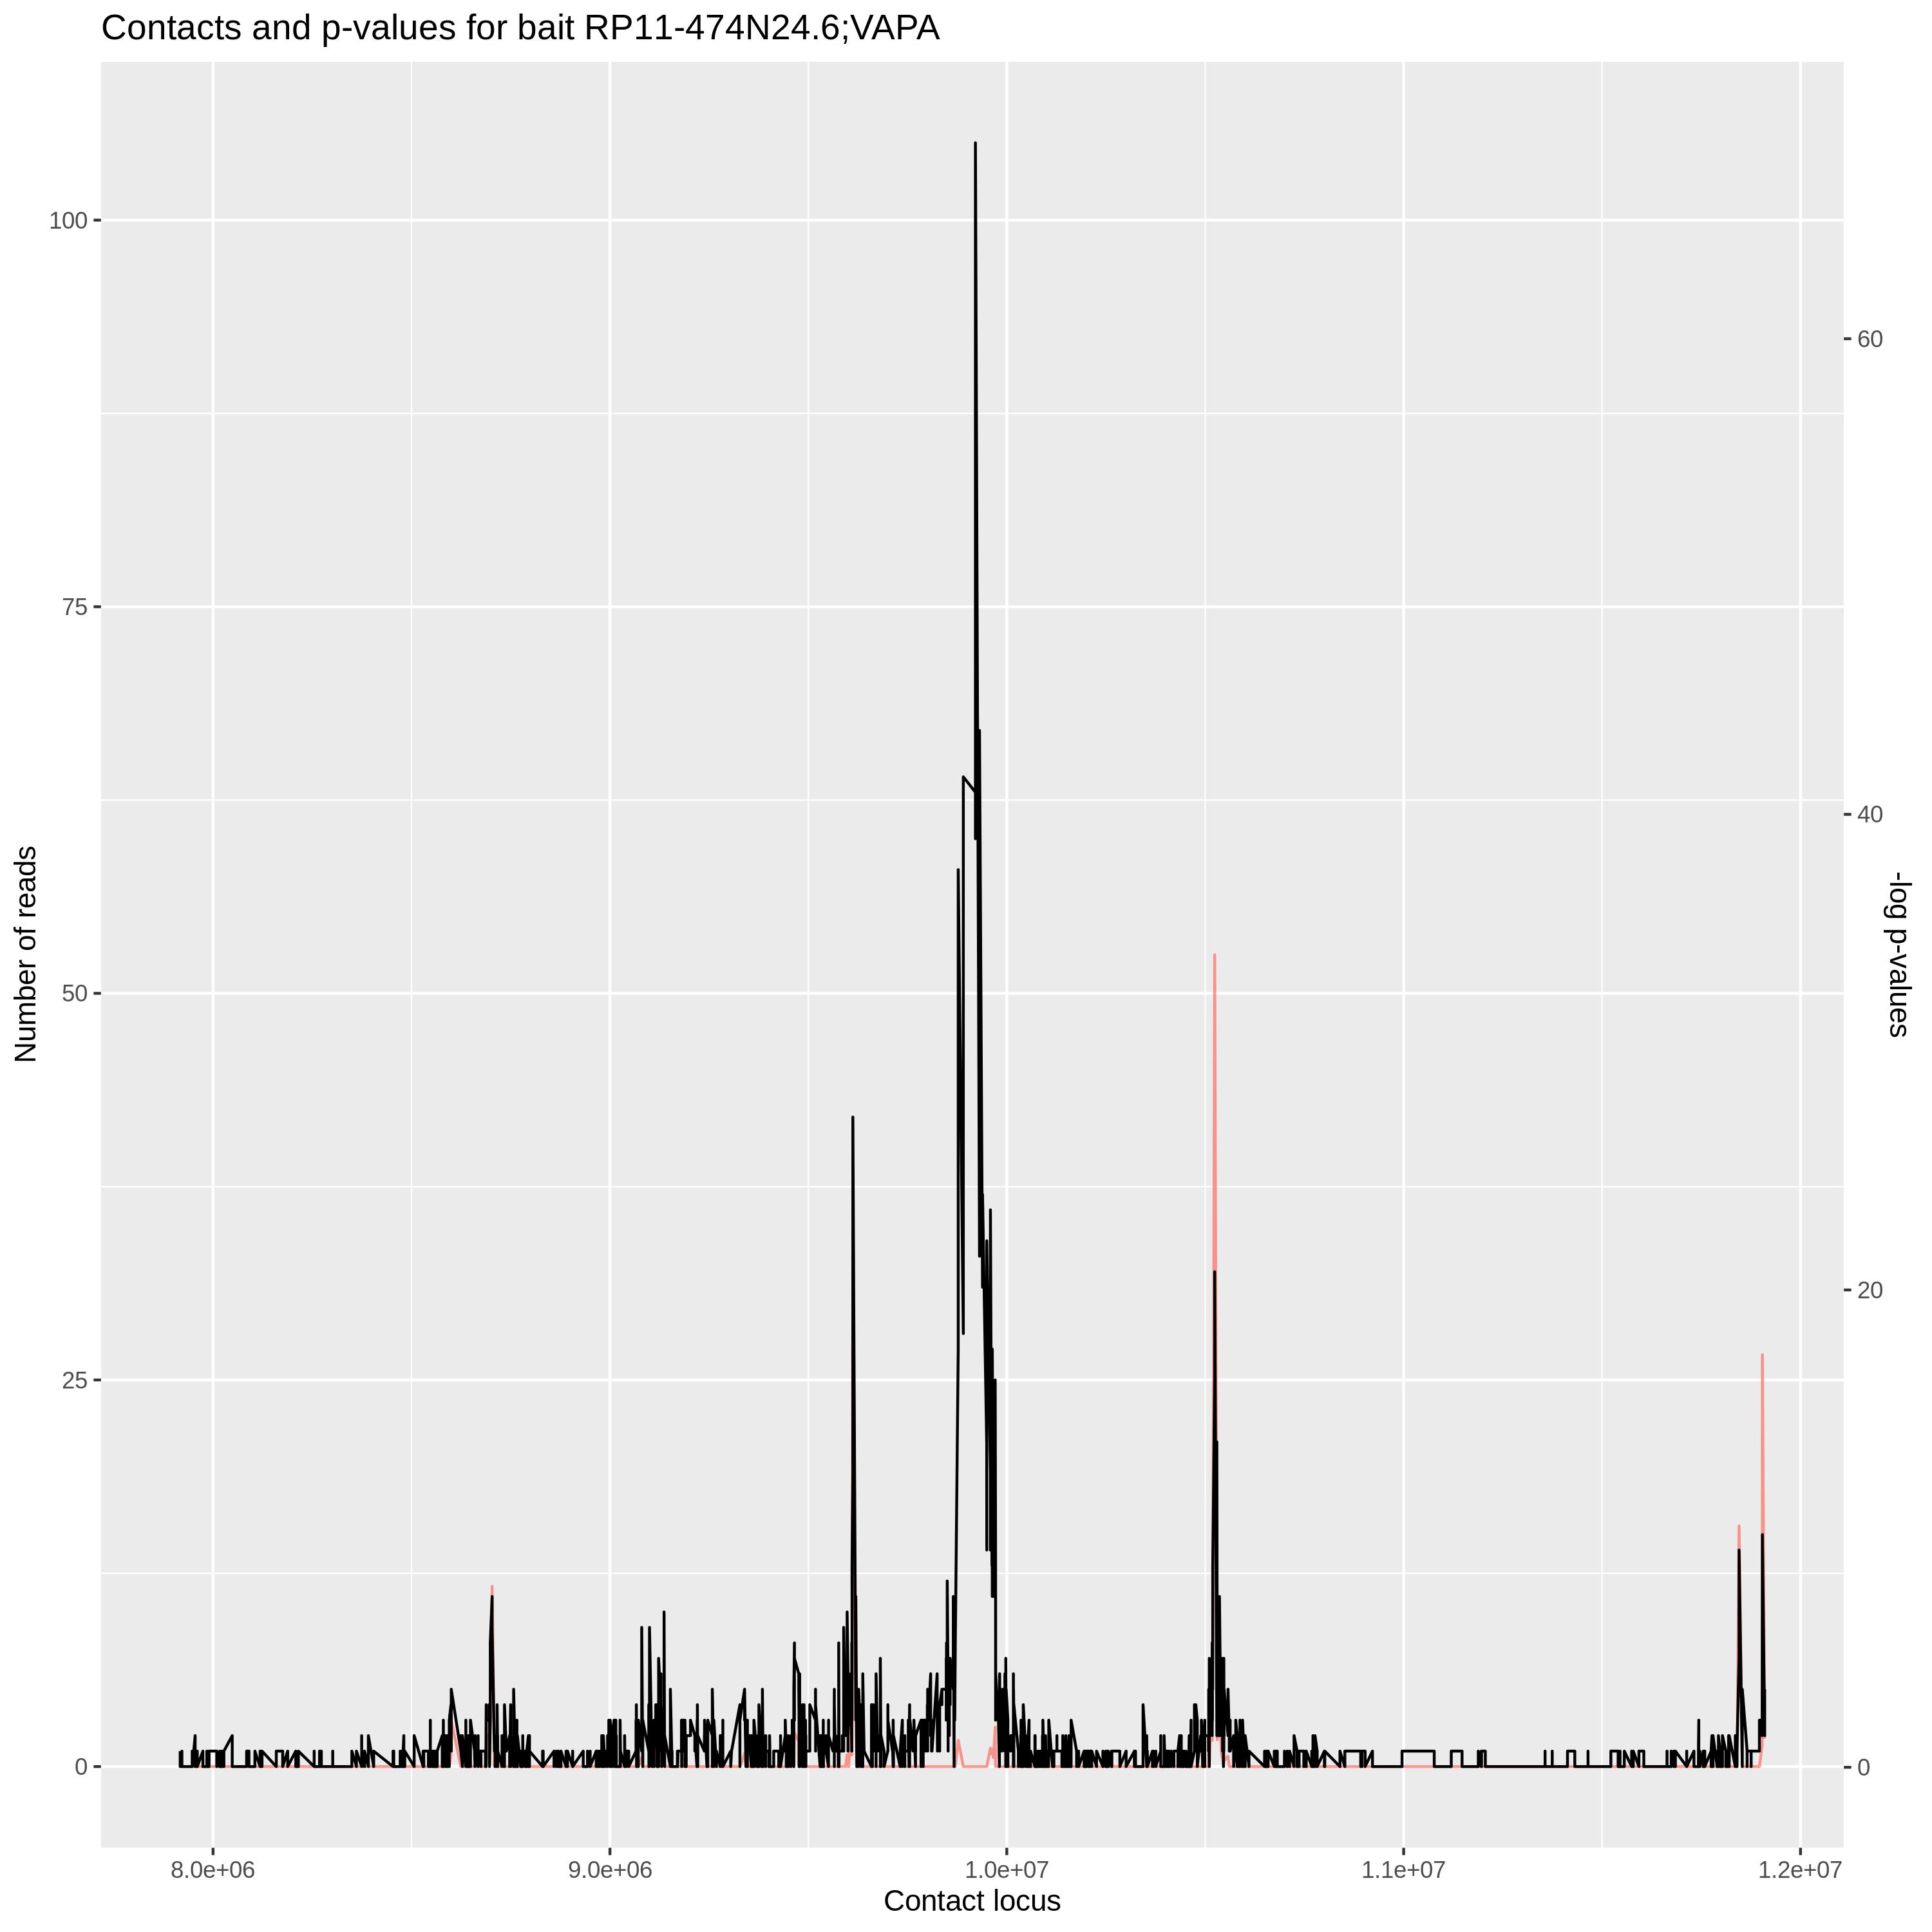 Contacts and p-values for bait RP11-474N24.6;VAPA
100
75
50
25
0
Number of reads
60
40
20
0
-log p-values
8.0e+06 9.0e+06 1.0e+07 1.1e+07 1.2e+07
Contact locus